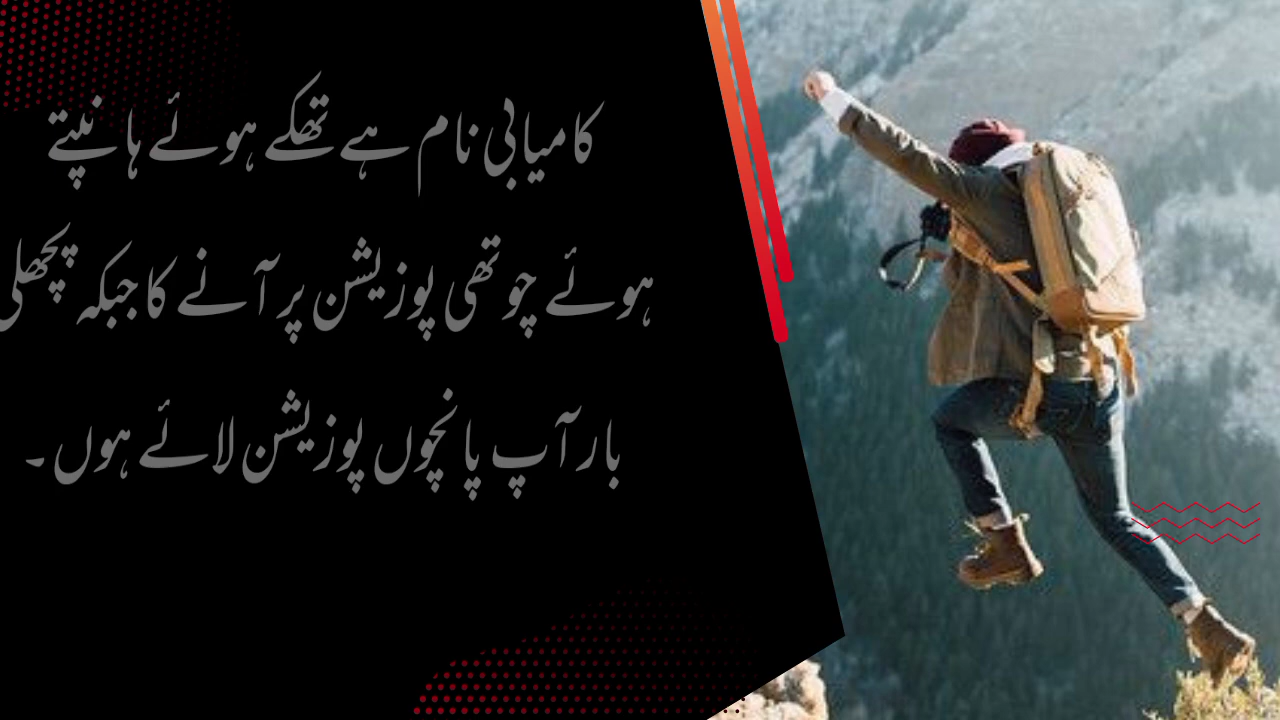 کامیابی نام ہے تھکے ہوئے ہانپتے
ہوئے چوتھی پوزیشن پر آنے کا جبکہ پچھلی
بار آپ پانچوں پوزیشن لائے ہوں۔